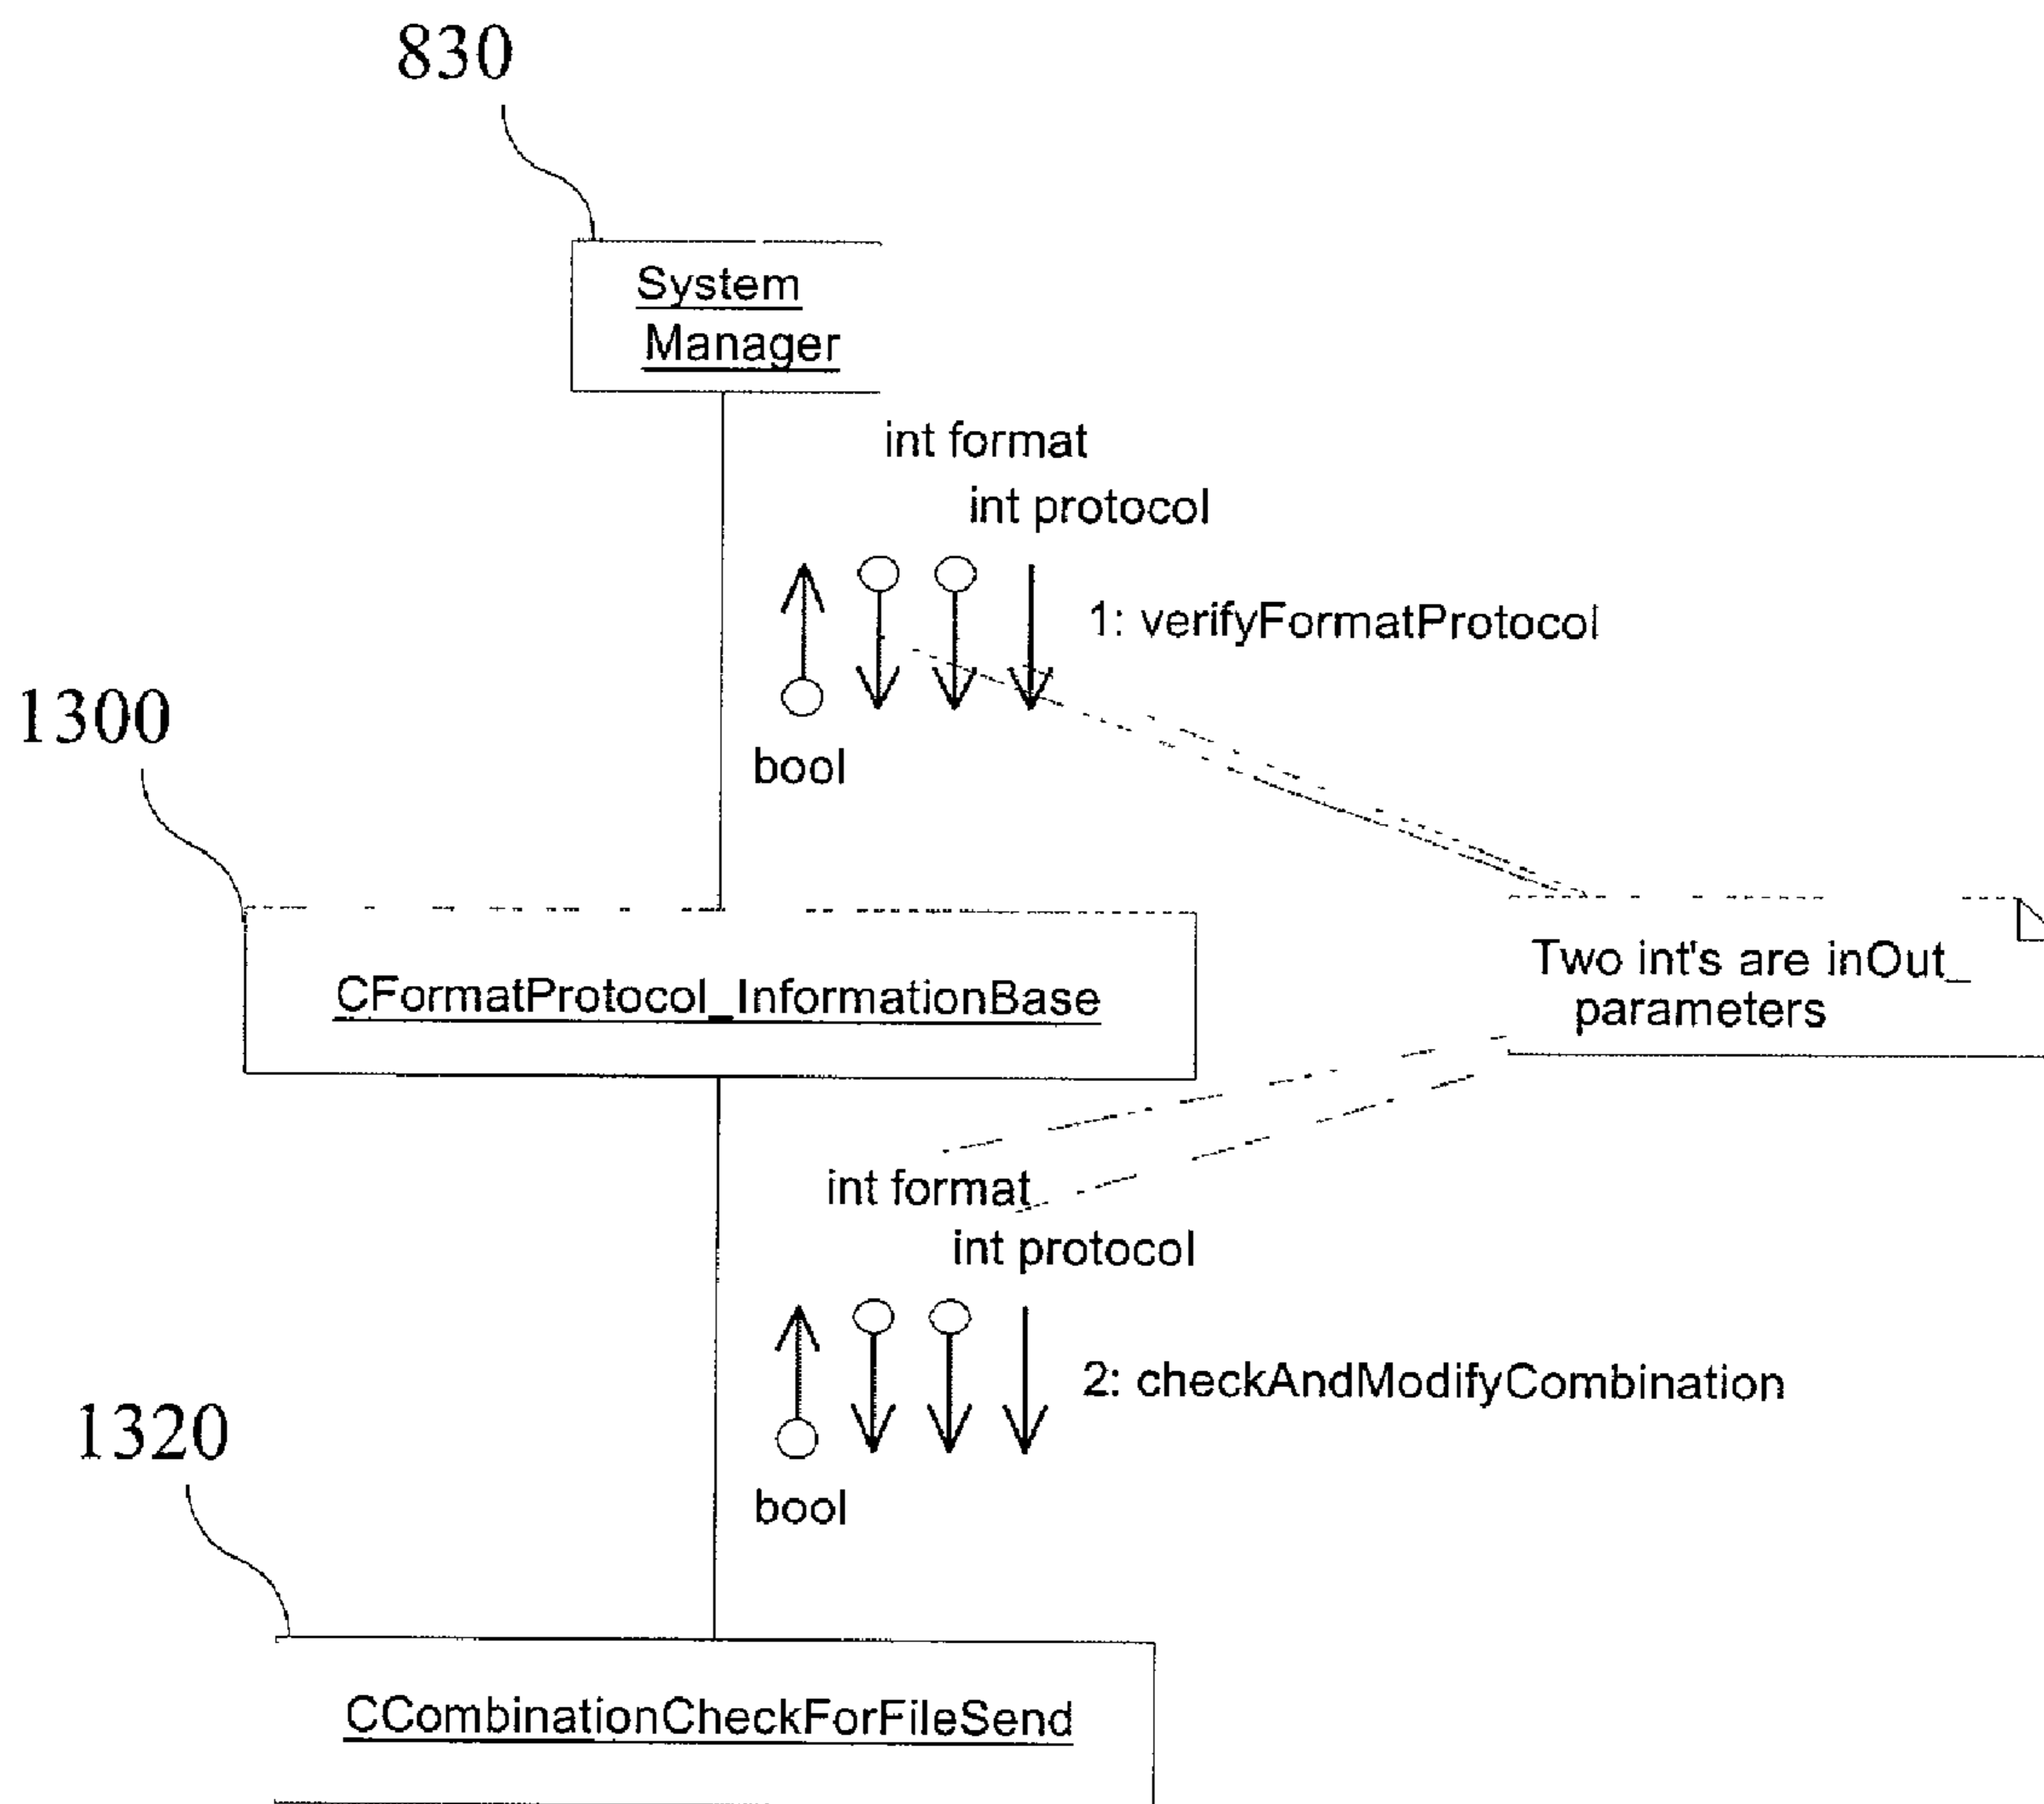 830
System
Manager
int format
int protocol
1: verifyFormatProtocol
1300
bool
CFormatProtocol_InformationBase
Two int's are inOut_
parameters
int format
int protocol
2: checkAndModifyCombination
1320
bool
CCombinationCheckForFileSend